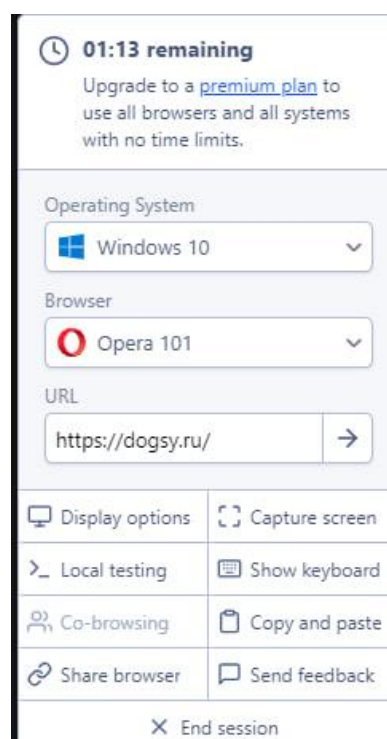 01:13 remaining
Upgrade to a premium plan to
use all browsers and all systems
with no time limits.
Operating System
Windows 10
Browser
Opera 101
URL
https://dogsy.ru/
Display options
Capture screen
Local testing
Show keyboard
Co-browsing
Copy and paste
Share browser
Send feedback
End session